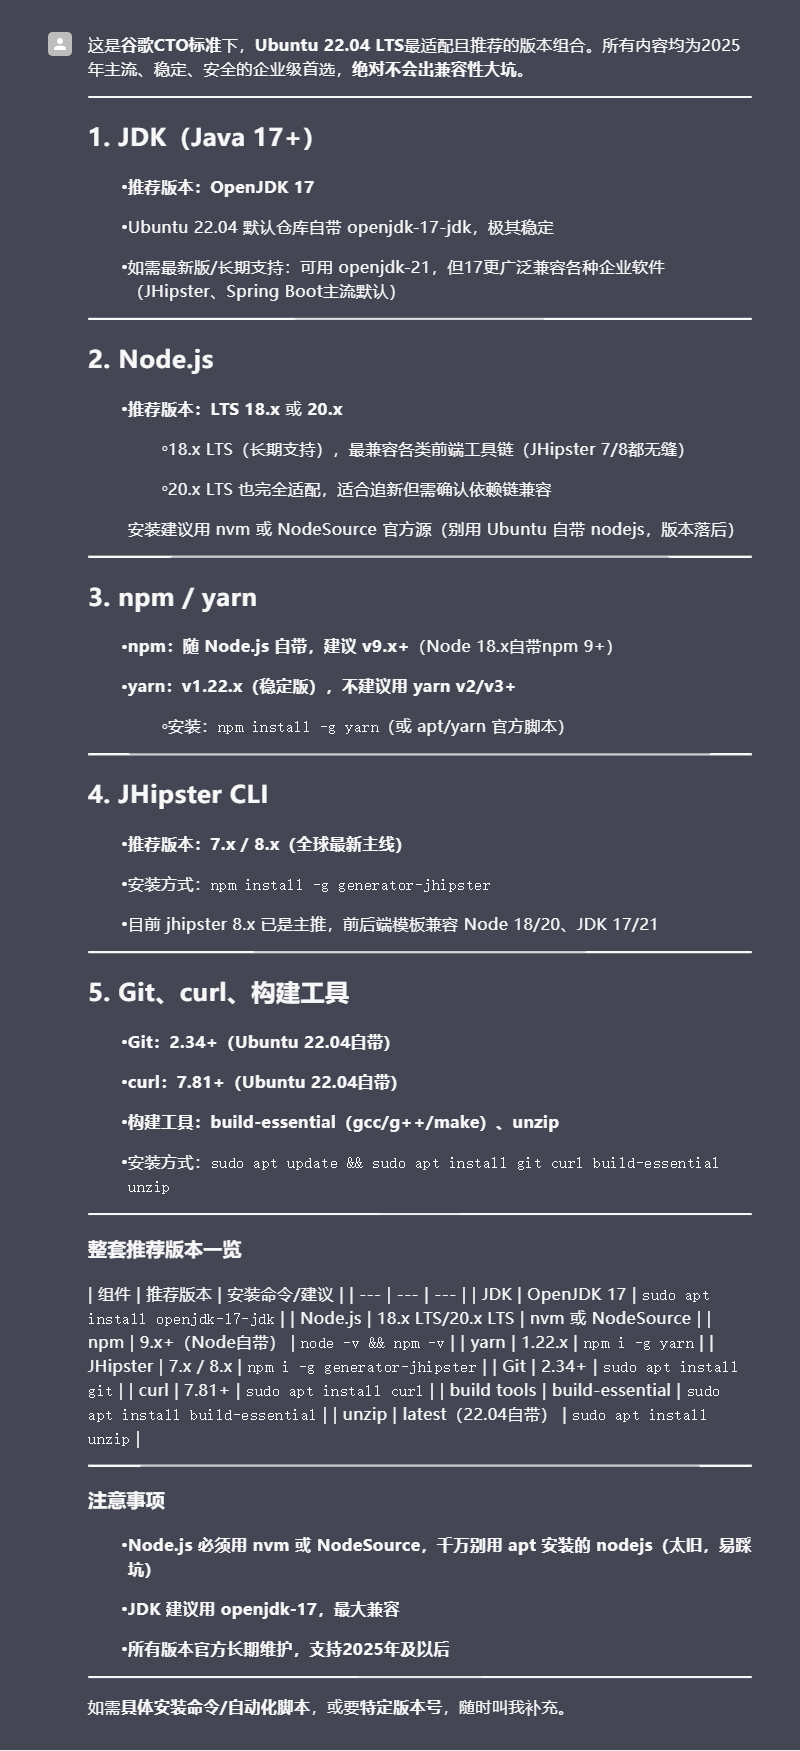 这是谷歌CTO标准下，Ubuntu 22.04 LTS最适配且推荐的版本组合。所有内容均为2025
年主流、稳定、安全的企业级首选，绝对不会出兼容性大坑。
1. JDK（Java 17+）
•推荐版本：OpenJDK 17
•Ubuntu 22.04 默认仓库自带 openjdk-17-jdk，极其稳定
•如需最新版/长期支持：可用 openjdk-21，但17更广泛兼容各种企业软件
（JHipster、Spring Boot主流默认）
2. Node.js
•推荐版本：LTS 18.x 或 20.x
◦18.x LTS（长期支持），最兼容各类前端工具链（JHipster 7/8都无缝）
◦20.x LTS 也完全适配，适合追新但需确认依赖链兼容
安装建议用 nvm 或 NodeSource 官方源（别用 Ubuntu 自带 nodejs，版本落后）
3. npm / yarn
•npm：随 Node.js 自带，建议 v9.x+（Node 18.x自带npm 9+）
•yarn：v1.22.x（稳定版），不建议用 yarn v2/v3+
◦安装：npm install -g yarn（或 apt/yarn 官方脚本）
4. JHipster CLI
•推荐版本：7.x / 8.x（全球最新主线）
•安装方式：npm install -g generator-jhipster
•目前 jhipster 8.x 已是主推，前后端模板兼容 Node 18/20、JDK 17/21
5. Git、curl、构建工具
•Git：2.34+（Ubuntu 22.04自带）
•curl：7.81+（Ubuntu 22.04自带）
•构建工具：build-essential（gcc/g++/make）、unzip
•安装方式：sudo apt update && sudo apt install git curl build-essential
unzip
整套推荐版本一览
| 组件 | 推荐版本 | 安装命令/建议 | | --- | --- | --- | | JDK | OpenJDK 17 | sudo apt
install openjdk-17-jdk | | Node.js | 18.x LTS/20.x LTS | nvm 或 NodeSource | |
npm | 9.x+（Node自带） | node -v && npm -v | | yarn | 1.22.x | npm i -g yarn | |
JHipster | 7.x / 8.x | npm i -g generator-jhipster | | Git | 2.34+ | sudo apt install
git | | curl | 7.81+ | sudo apt install curl | | build tools | build-essential | sudo
apt install build-essential | | unzip | latest（22.04自带） | sudo apt install
unzip |
注意事项
•Node.js 必须用 nvm 或 NodeSource，千万别用 apt 安装的 nodejs（太旧，易踩
坑）
•JDK 建议用 openjdk-17，最大兼容
•所有版本官方长期维护，支持2025年及以后
如需具体安装命令/自动化脚本，或要特定版本号，随时叫我补充。